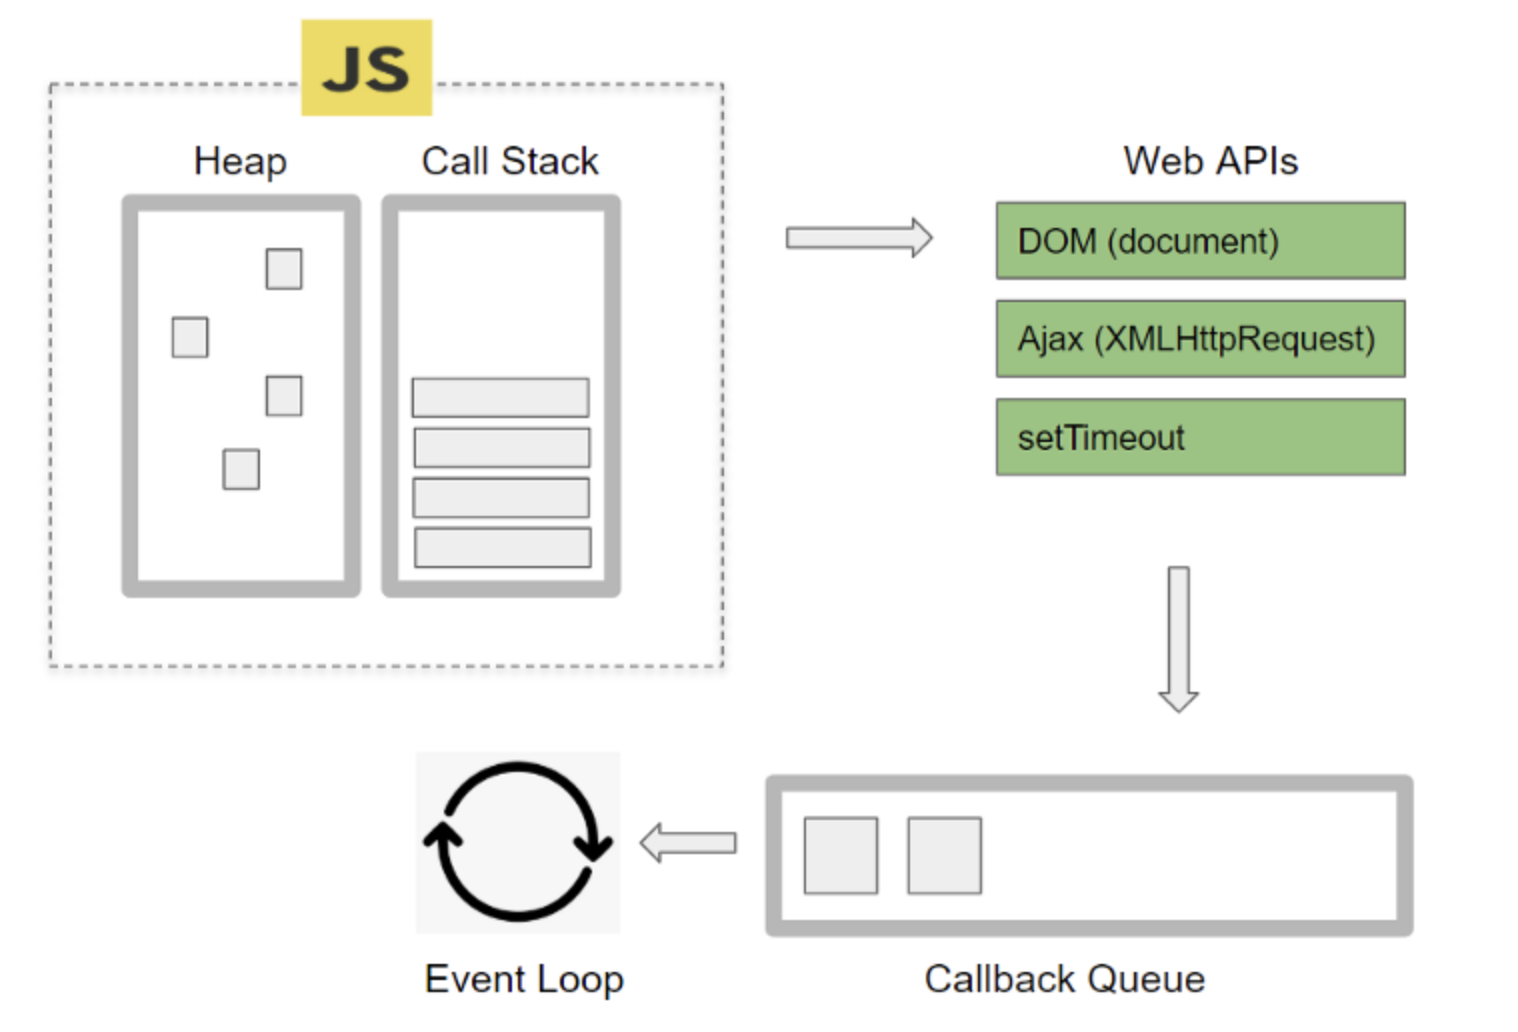 JS
Heap
Call Stack
Web APIs
DOM (document)
Ajax (XMLHttpRequest)
setTimeout
Event Loop
Callback Queue